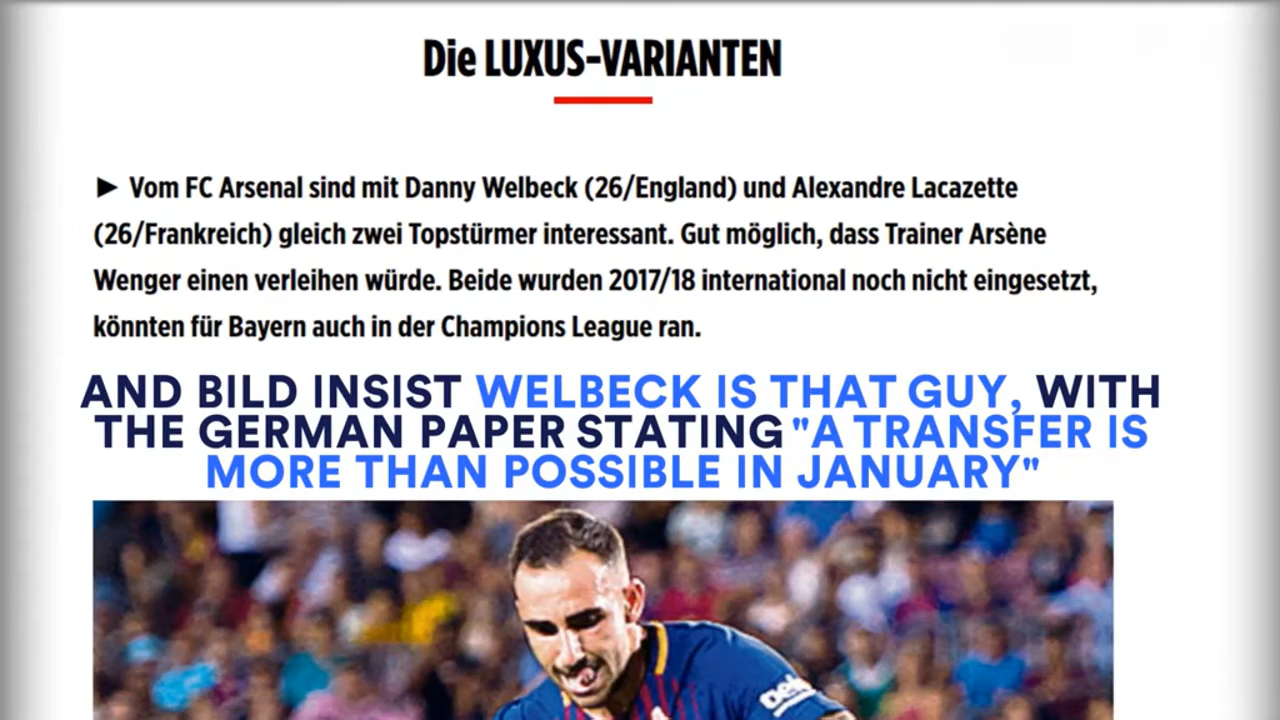 Die LUXUS-VARIANTEN
► Vom FC Arsenal sind mit Danny Welbeck (26/England) und Alexandre Lacazette
(26/Frankreich) gleich zwei Topstürmer interessant. Gut möglich, dass Trainer Arsène
Wenger einen verleihen würde. Beide wurden 2017/18 international noch nicht eingesetzt,
könnten für Bayern auch in der Champions League ran.
AND BILD INSIST WELBECK IS THAT GUY, WITH
THE GERMAN PAPER STATING "A TRANSFER IS
MORE THAN POSSIBLE IN JANUARY"